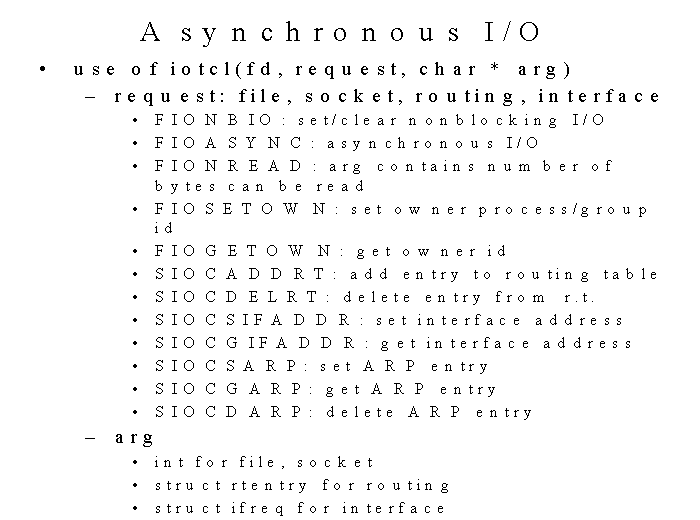 Asynchronous I/O
• use of iotcl(fd, request, char * arg)
– request: file, socket, routing, interface
• FIONBIO: set/clear nonblocking I/O
• FIOASYNC: asynchronous I/O
• FIONREAD: arg contains number of
bytes can be read
• FIOSETOWN: set owner process/group
id
• FIOGETOWN: get owner id
• SIOCADDRT: add entry to routing table
• SIOCDELRT: delete entry from r.t.
• SIOCSIFADDR: set interface address
• SIOCGIFADDR: get interface address
• SIOCSARP: set ARP entry
• SIOCGARP: get ARP entry
• SIOCDARP: delete ARP entry
– arg
• int for file, socket
• struct rtentry for routing
• struct ifreq for interface